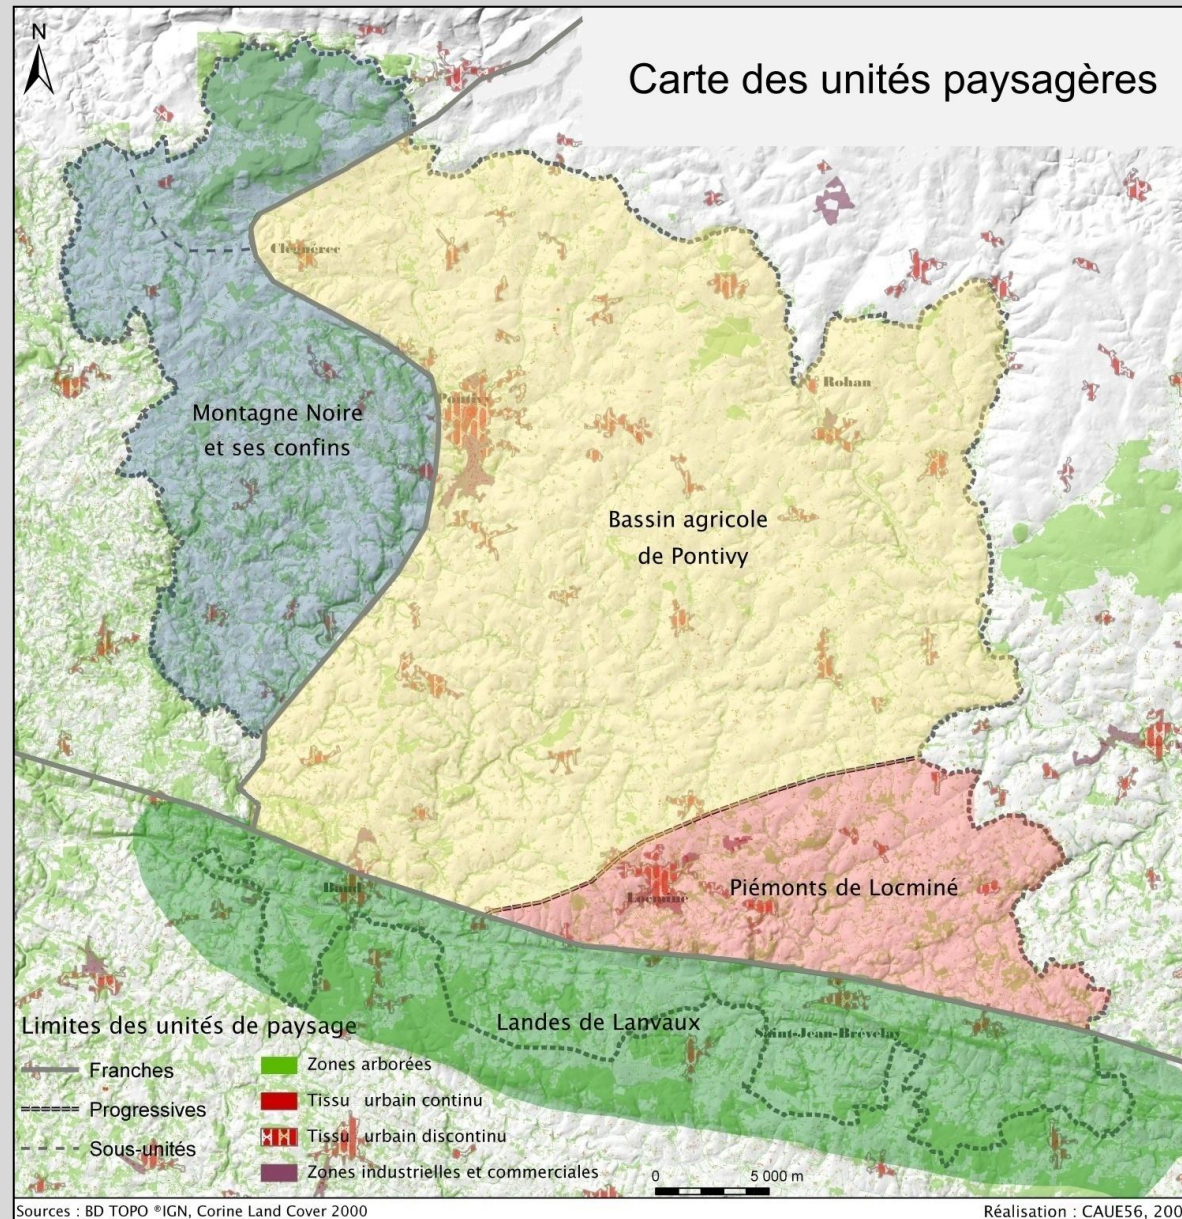 N
Carte des unités paysagères
Cléguérec
Pontivy
Rohan
Montagne Noire
et ses confins
Bassin agricole
de Pontivy
Baud
Locminé
Piémonts de Locminé
Landes de Lanvaux
Saint-Jean-Brévelay
Limites des unités de paysage
Franches
Progressives
Sous-unités
Zones arborées
Tissu urbain continu
Tissu urbain discontinu
Zones industrielles et commerciales
0 5 000 m
Sources : BD TOPO ®IGN, Corine Land Cover 2000
Réalisation : CAUE56, 200